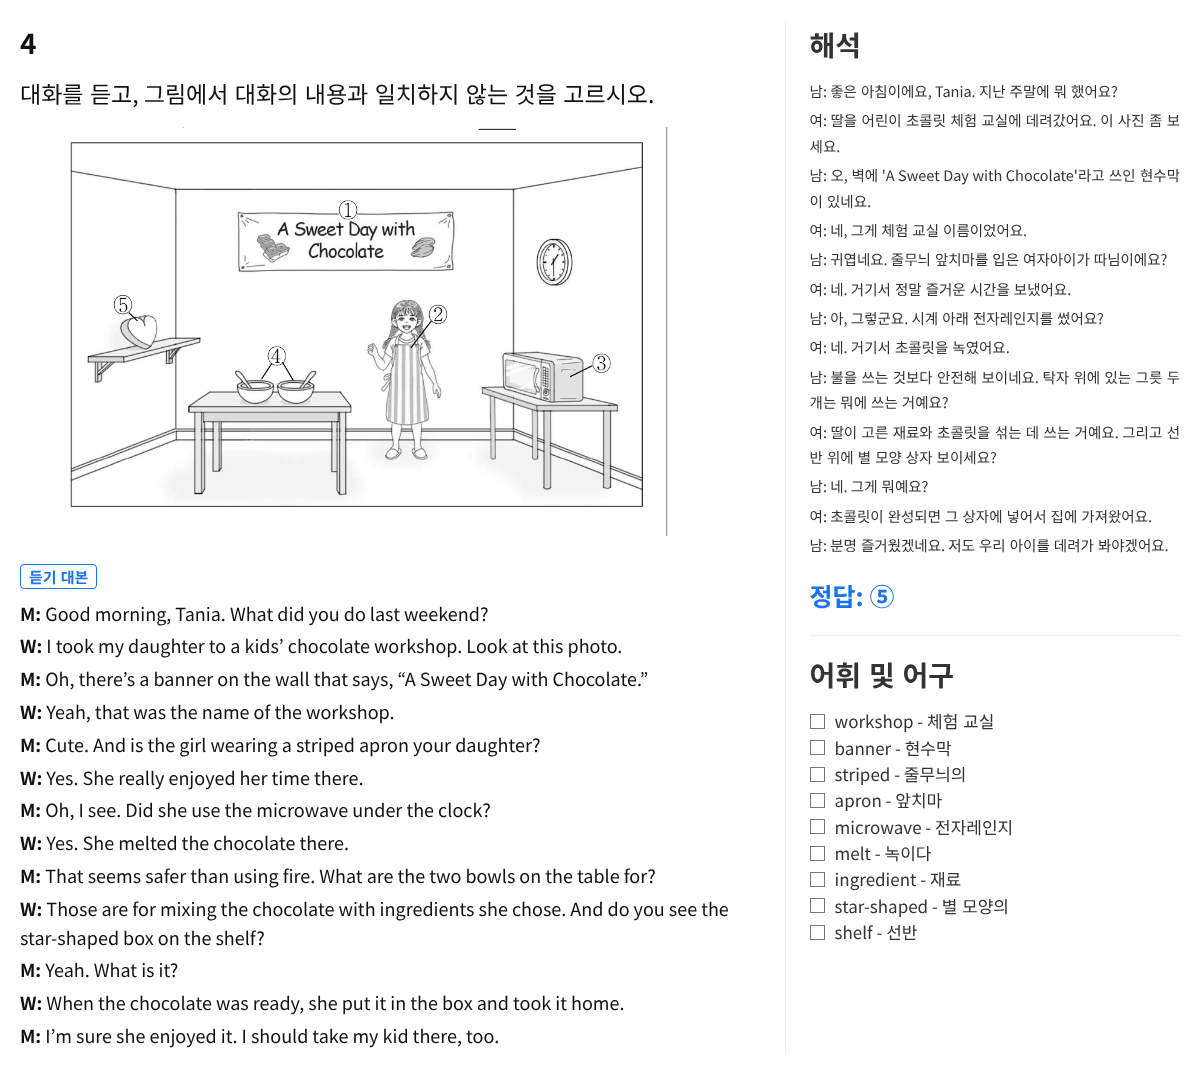 4
대화를 듣고, 그림에서 대화의 내용과 일치하지 않는 것을 고르시오.
①
A Sweet Day with
Chocolate
⑤
②
④
③
듣기 대본
M: Good morning, Tania. What did you do last weekend?
W: I took my daughter to a kids’ chocolate workshop. Look at this photo.
M: Oh, there’s a banner on the wall that says, “A Sweet Day with Chocolate.”
W: Yeah, that was the name of the workshop.
M: Cute. And is the girl wearing a striped apron your daughter?
W: Yes. She really enjoyed her time there.
M: Oh, I see. Did she use the microwave under the clock?
W: Yes. She melted the chocolate there.
M: That seems safer than using fire. What are the two bowls on the table for?
W: Those are for mixing the chocolate with ingredients she chose. And do you see the
star-shaped box on the shelf?
M: Yeah. What is it?
W: When the chocolate was ready, she put it in the box and took it home.
M: I’m sure she enjoyed it. I should take my kid there, too.
해석
남: 좋은 아침이에요, Tania. 지난 주말에 뭐 했어요?
여: 딸을 어린이 초콜릿 체험 교실에 데려갔어요. 이 사진 좀 보
세요.
남: 오, 벽에 'A Sweet Day with Chocolate'라고 쓰인 현수막
이 있네요.
여: 네, 그게 체험 교실 이름이었어요.
남: 귀엽네요. 줄무늬 앞치마를 입은 여자아이가 따님이에요?
여: 네. 거기서 정말 즐거운 시간을 보냈어요.
남: 아, 그렇군요. 시계 아래 전자레인지를 썼어요?
여: 네. 거기서 초콜릿을 녹였어요.
남: 불을 쓰는 것보다 안전해 보이네요. 탁자 위에 있는 그릇 두
개는 뭐에 쓰는 거예요?
여: 딸이 고른 재료와 초콜릿을 섞는 데 쓰는 거예요. 그리고 선
반 위에 별 모양 상자 보이세요?
남: 네. 그게 뭐예요?
여: 초콜릿이 완성되면 그 상자에 넣어서 집에 가져왔어요.
남: 분명 즐거웠겠네요. 저도 우리 아이를 데려가 봐야겠어요.
정답: ⑤
어휘 및 어구
workshop - 체험 교실
banner - 현수막
striped - 줄무늬의
apron - 앞치마
microwave - 전자레인지
melt - 녹이다
ingredient - 재료
star-shaped - 별 모양의
shelf - 선반